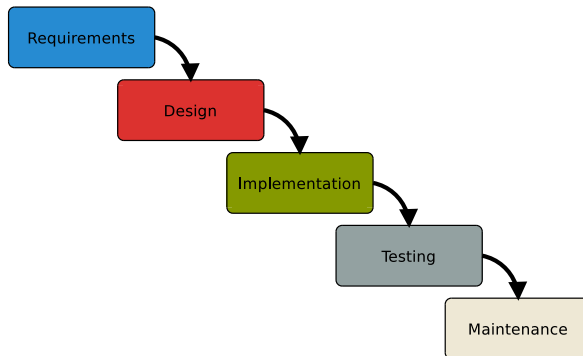 Requirements
Design
Implementation
Testing
Maintenance